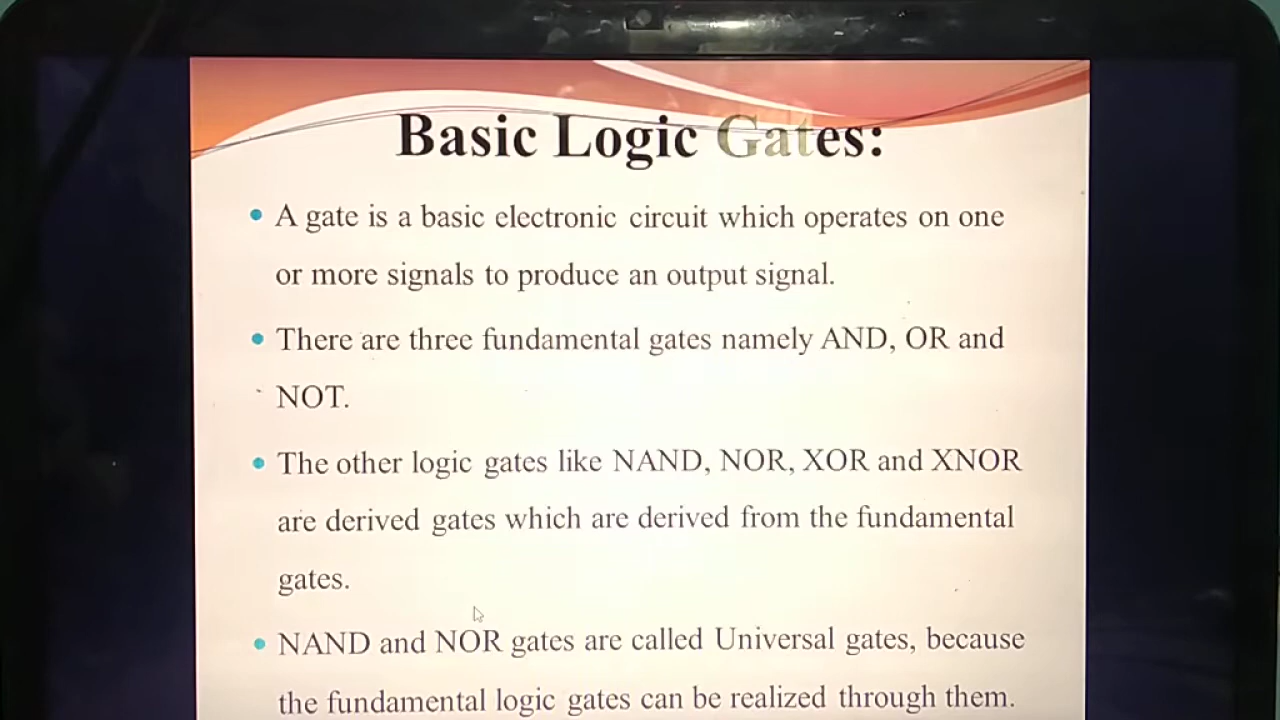 Basic Logic Gates:
A gate is a basic electronic circuit which operates on one
or more signals to produce an output signal.
There are three fundamental gates namely AND, OR and
NOT.
The other logic gates like NAND, NOR, XOR and XNOR
are derived gates which are derived from the fundamental
gates.
NAND and NOR gates are called Universal gates, because
the fundamental logic gates can be realized through them.